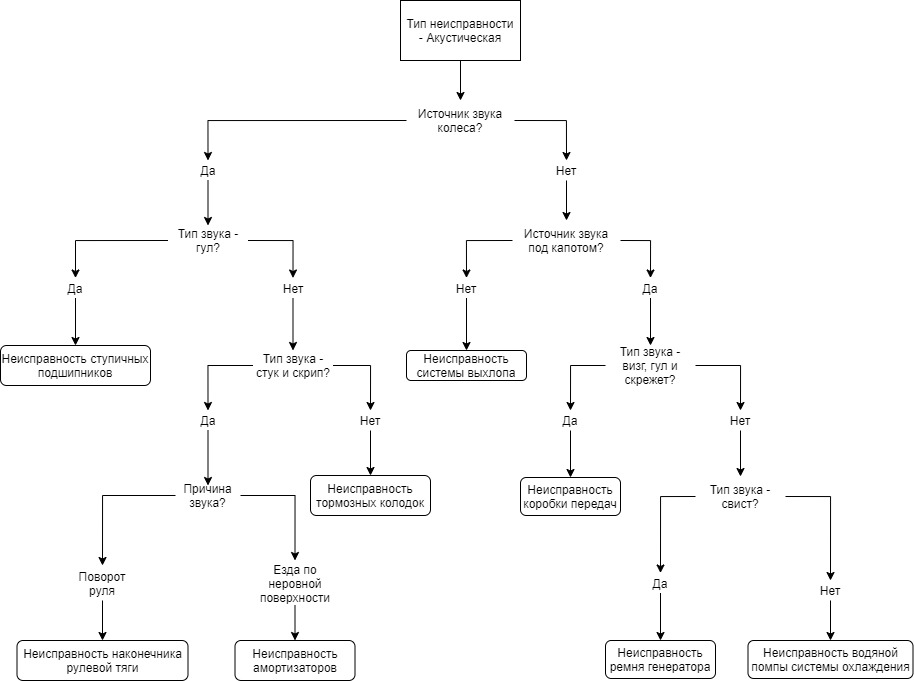 Тип неисправности
- Акустическая
Источник звука
колеса?
Да
Нет
Тип звука -
гул?
Источник звука
под капотом?
Да
Нет
Нет
Да
Неисправность ступичных
подшипников
Тип звука -
стук и скрип?
Неисправность
системы выхлопа
Тип звука -
визг, гул и
скрежет?
Да
Нет
Да
Нет
Причина
звука?
Неисправность
тормозных колодок
Неисправность
коробки передач
Тип звука -
свист?
Поворот
руля
Езда по
неровной
поверхности
Да
Нет
Неисправность наконечника
рулевой тяги
Неисправность
амортизаторов
Неисправность
ремня генератора
Неисправность водяной
помпы системы охлаждения